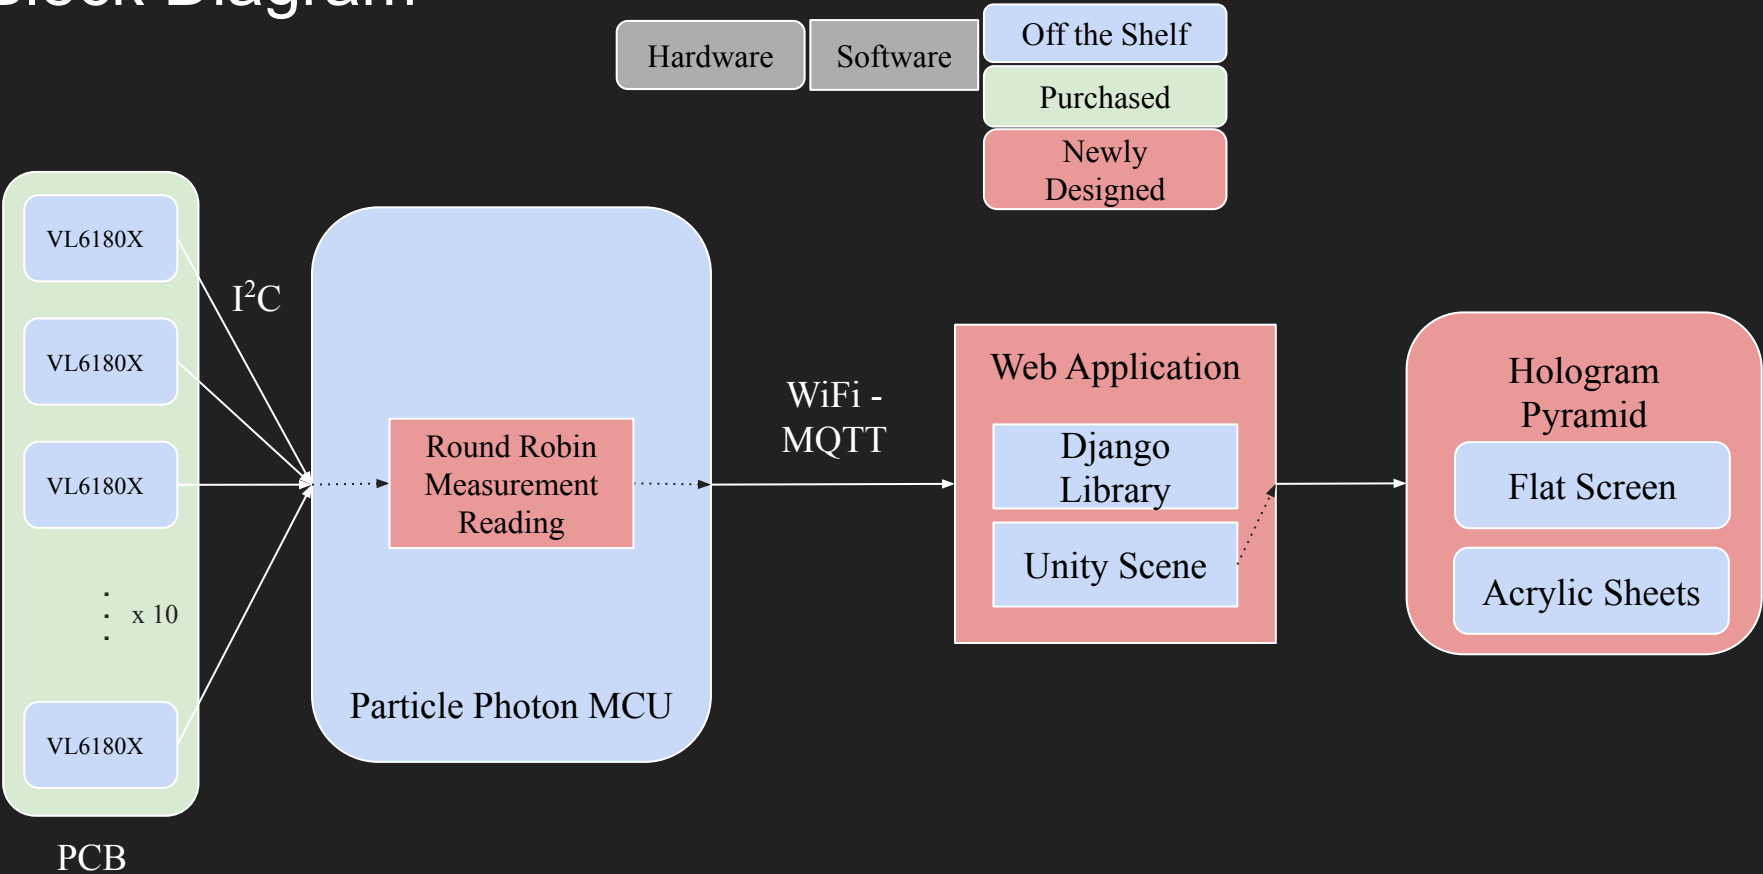 Block Diagram
Hardware
Software
Off the Shelf
Purchased
Newly
Designed
VL6180X
VL6180X
VL6180X
x 10
VL6180X
PCB
I²C
Round Robin
Measurement
Reading
Particle Photon MCU
WiFi -
MQTT
Web Application
Django
Library
Unity Scene
Hologram
Pyramid
Flat Screen
Acrylic Sheets